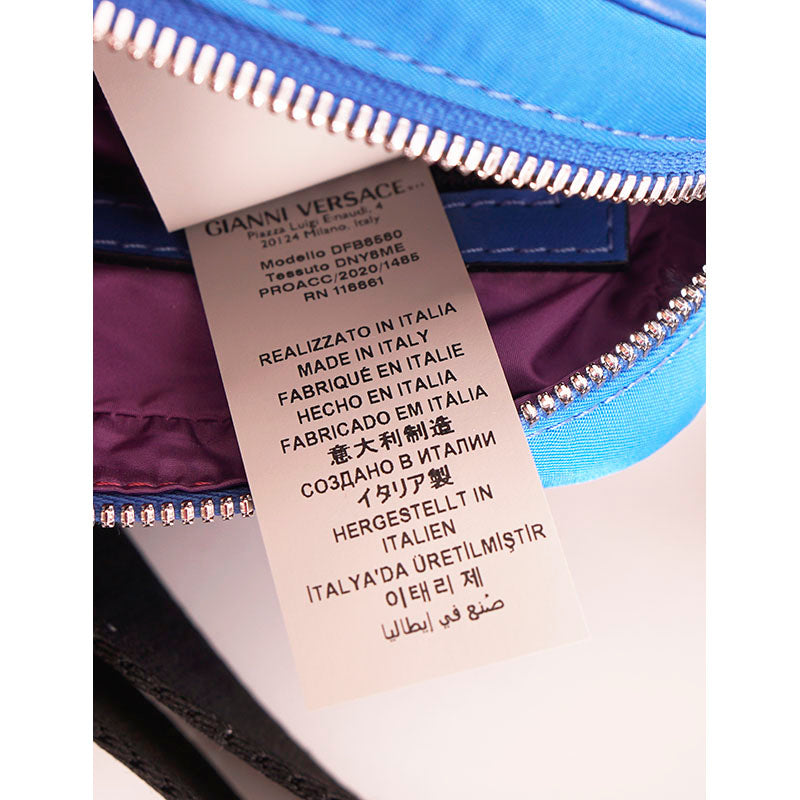 GIANNI VERSACE S.r.l.
Piazza Luigi Einaudi, 4
20124 Milano, Italy
Modello DFB8580
Tessuto DNY6ME
PROACC/2020/1485
RN 118861
REALIZZATO IN ITALIA
MADE IN ITALY
FABRIQUÉ EN ITALIE
HECHO EN ITALIA
FABRICADO EM ITÀLIA
意大利制造
СОЗДАНО В ИТАЛИИ
イタリア製
HERGESTELLT IN
ITALIEN
İTALYA'DA ÜRETİLMİŞTİR
이태리 제
صُنع في إيطاليا